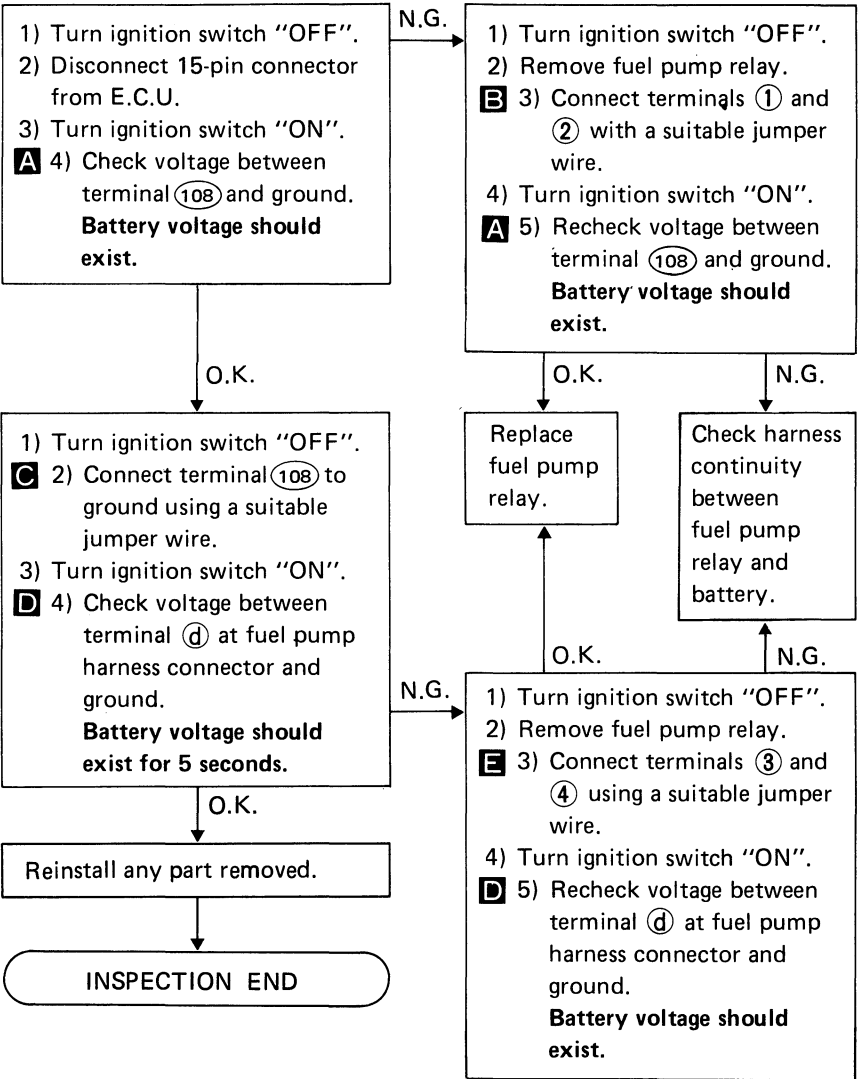 1) Turn ignition switch "OFF".
2) Disconnect 15-pin connector
from E.C.U.
3) Turn ignition switch "ON".
A 4) Check voltage between
terminal 108 and ground.
Battery voltage should
exist.
N.G.
1) Turn ignition switch "OFF".
2) Remove fuel pump relay.
B 3) Connect terminals ① and
② with a suitable jumper
wire.
4) Turn ignition switch "ON".
A 5) Recheck voltage between
terminal 108 and ground.
Battery voltage should
exist.
O.K.
O.K.
N.G.
1) Turn ignition switch "OFF".
C 2) Connect terminal 108 to
ground using a suitable
jumper wire.
3) Turn ignition switch "ON".
D 4) Check voltage between
terminal ⓓ at fuel pump
harness connector and
ground.
Battery voltage should
exist for 5 seconds.
Replace
fuel pump
relay.
Check harness
continuity
between
fuel pump
relay and
battery.
N.G.
O.K.
N.G.
1) Turn ignition switch "OFF".
2) Remove fuel pump relay.
E 3) Connect terminals ③ and
④ using a suitable jumper
wire.
4) Turn ignition switch "ON".
D 5) Recheck voltage between
terminal ⓓ at fuel pump
harness connector and
ground.
Battery voltage should
exist.
O.K.
Reinstall any part removed.
INSPECTION END